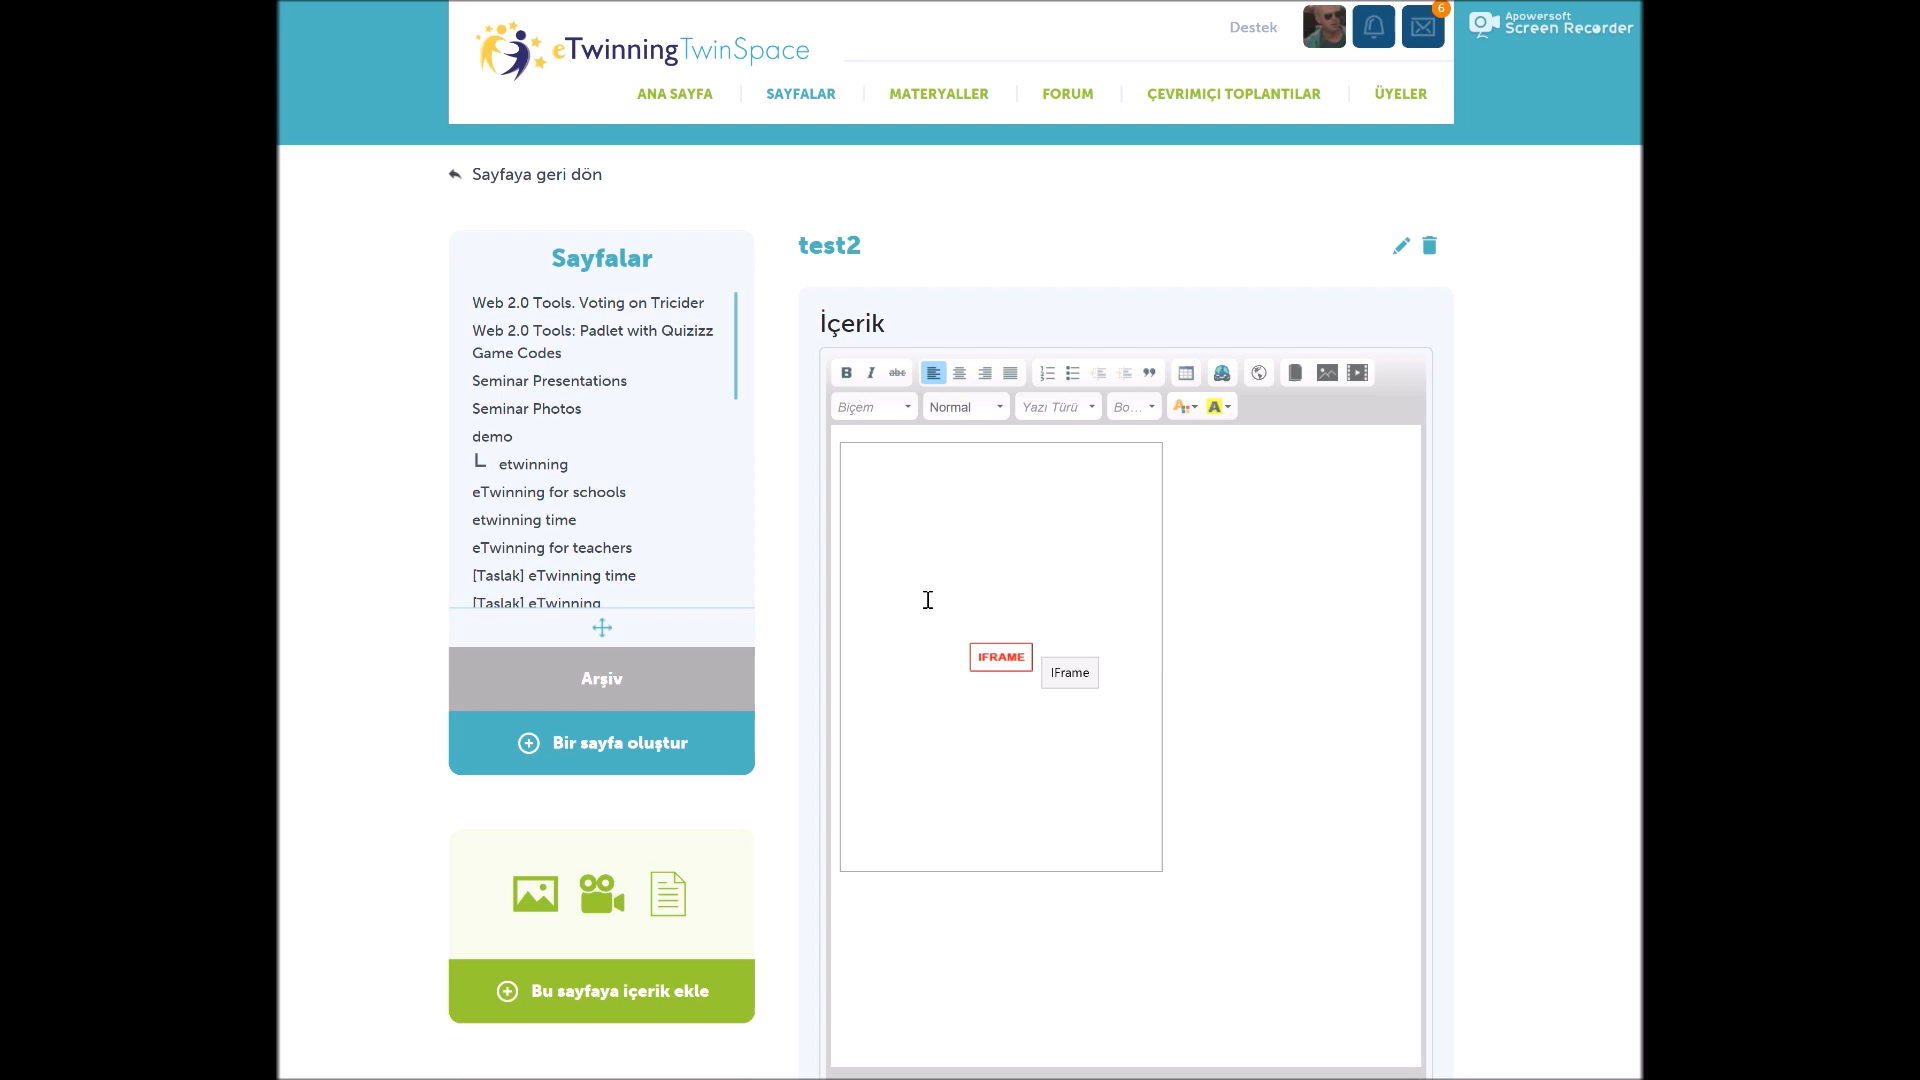 Destek
6
Apowersoft
Screen Recorder
eTwinningTwinSpace
ANA SAYFA
SAYFALAR
MATERYALLER
FORUM
ÇEVRIMIÇI TOPLANTILAR
ÜYELER
Sayfaya geri dön
Sayfalar
Web 2.0 Tools. Voting on Tricider
Web 2.0 Tools: Padlet with Quizizz
Game Codes
Seminar Presentations
Seminar Photos
demo
etwinning
eTwinning for schools
etwinning time
eTwinning for teachers
[Taslak] eTwinning time
[Taslak] eTwinning
Arşiv
Bir sayfa oluştur
Bu sayfaya içerik ekle
test2
İçerik
B I abc
Biçem
Normal
Yazı Türü
Bo...
A
A
IFRAME
IFrame